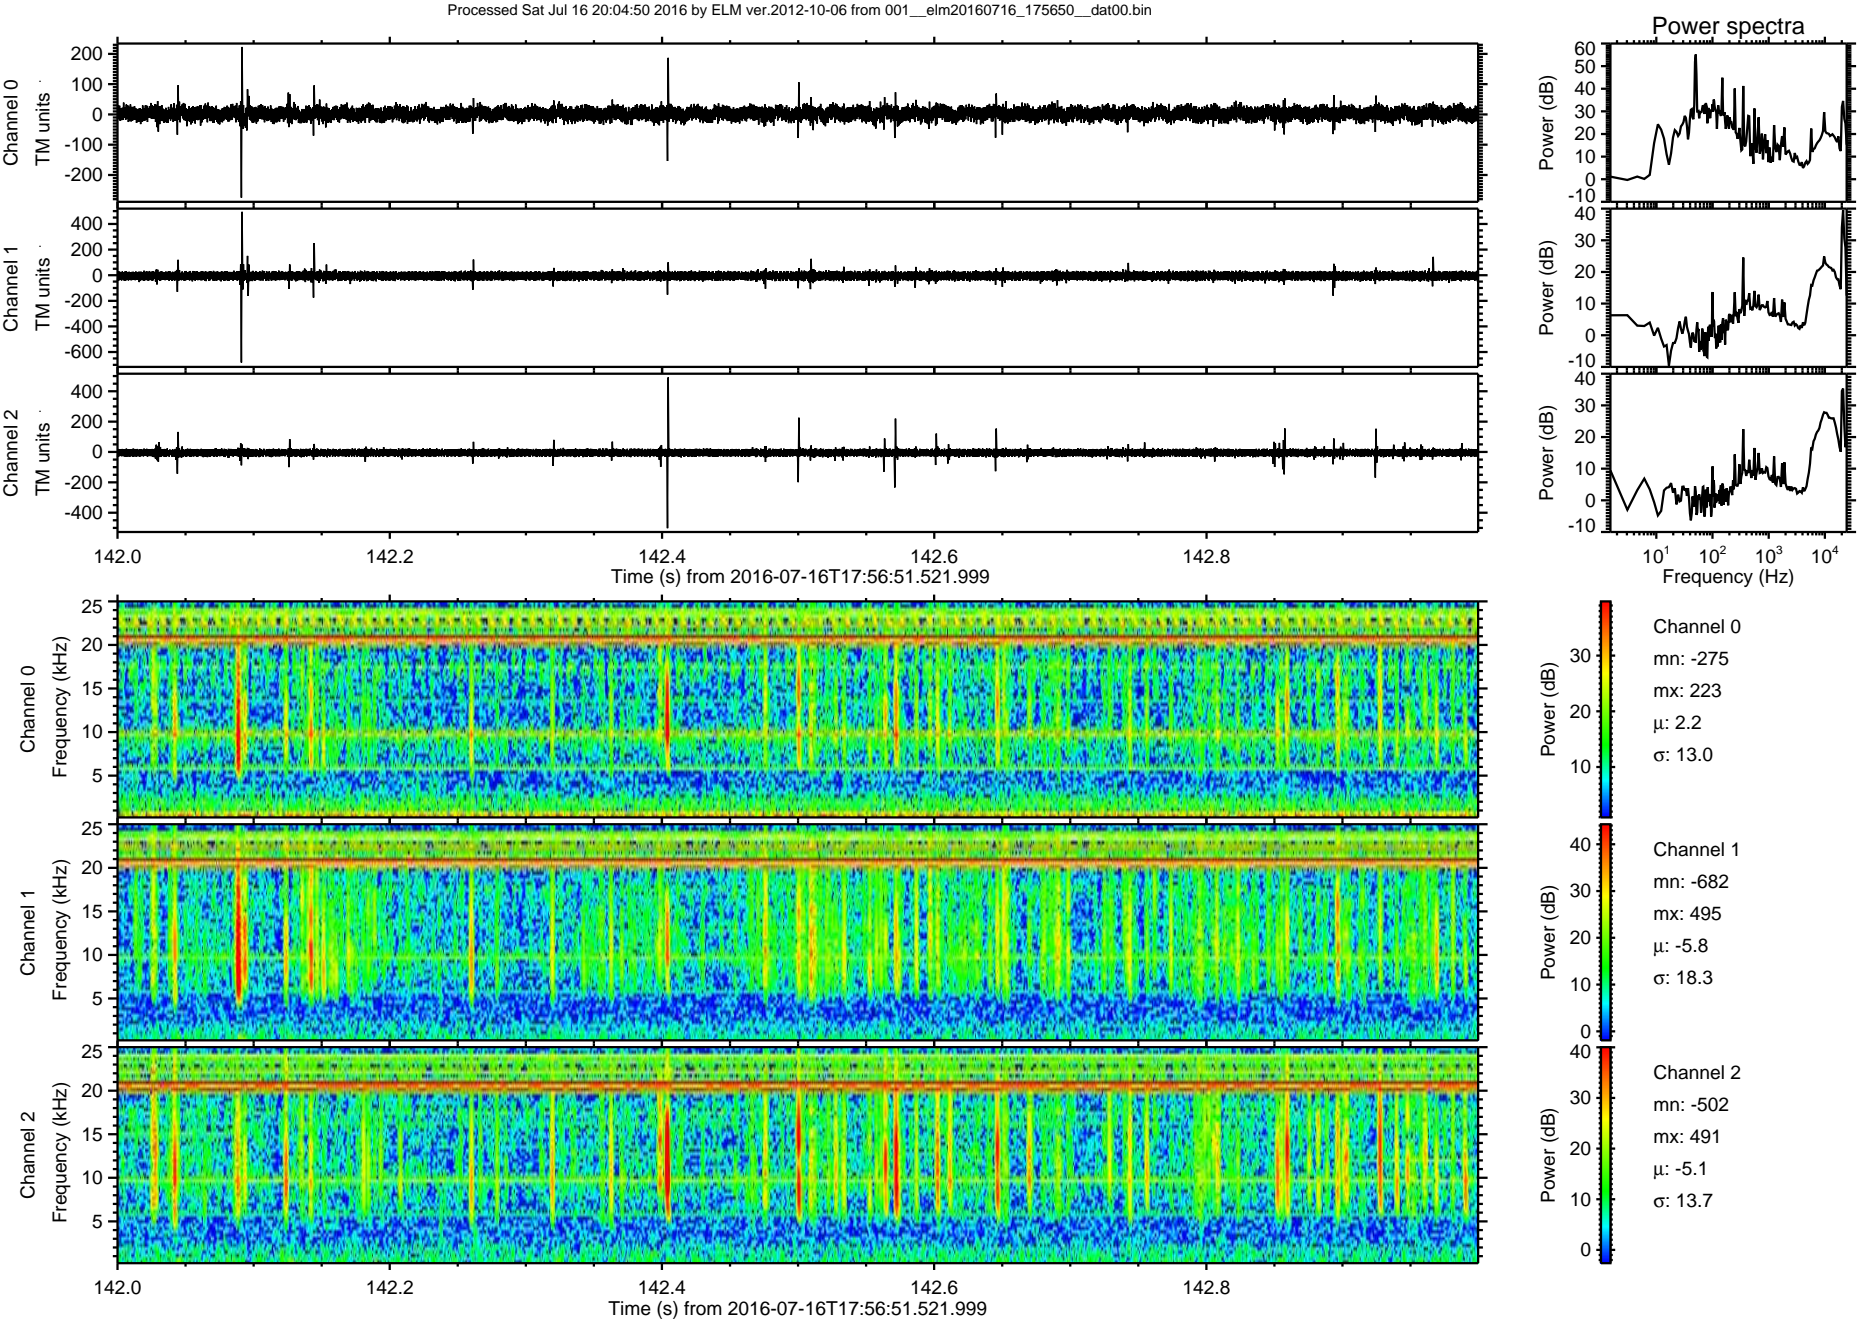 Processed Sat Jul 16 20:04:50 2016 by ELM ver.2012-10-06 from 001__elm20160716_175650__dat00.bin
Power spectra
Channel 0
TM units
200
100
0
-100
-200
Power (dB)
60
50
40
30
20
10
0
-10
Channel 1
TM units
400
200
0
-200
-400
-600
Power (dB)
40
30
20
10
0
-10
Channel 2
TM units
400
200
0
-200
-400
Power (dB)
40
30
20
10
0
-10
142.0 142.2 142.4 142.6 142.8
Time (s) from 2016-07-16T17:56:51.521.999
10¹ 10² 10³ 10⁴
Frequency (Hz)
Channel 0
Frequency (kHz)
25
20
15
10
5
Power (dB)
30
20
10
Channel 0
mn: -275
mx: 223
μ: 2.2
σ: 13.0
Channel 1
Frequency (kHz)
25
20
15
10
5
Power (dB)
40
30
20
10
0
Channel 1
mn: -682
mx: 495
μ: -5.8
σ: 18.3
Channel 2
Frequency (kHz)
25
20
15
10
5
Power (dB)
40
30
20
10
0
Channel 2
mn: -502
mx: 491
μ: -5.1
σ: 13.7
142.0 142.2 142.4 142.6 142.8
Time (s) from 2016-07-16T17:56:51.521.999